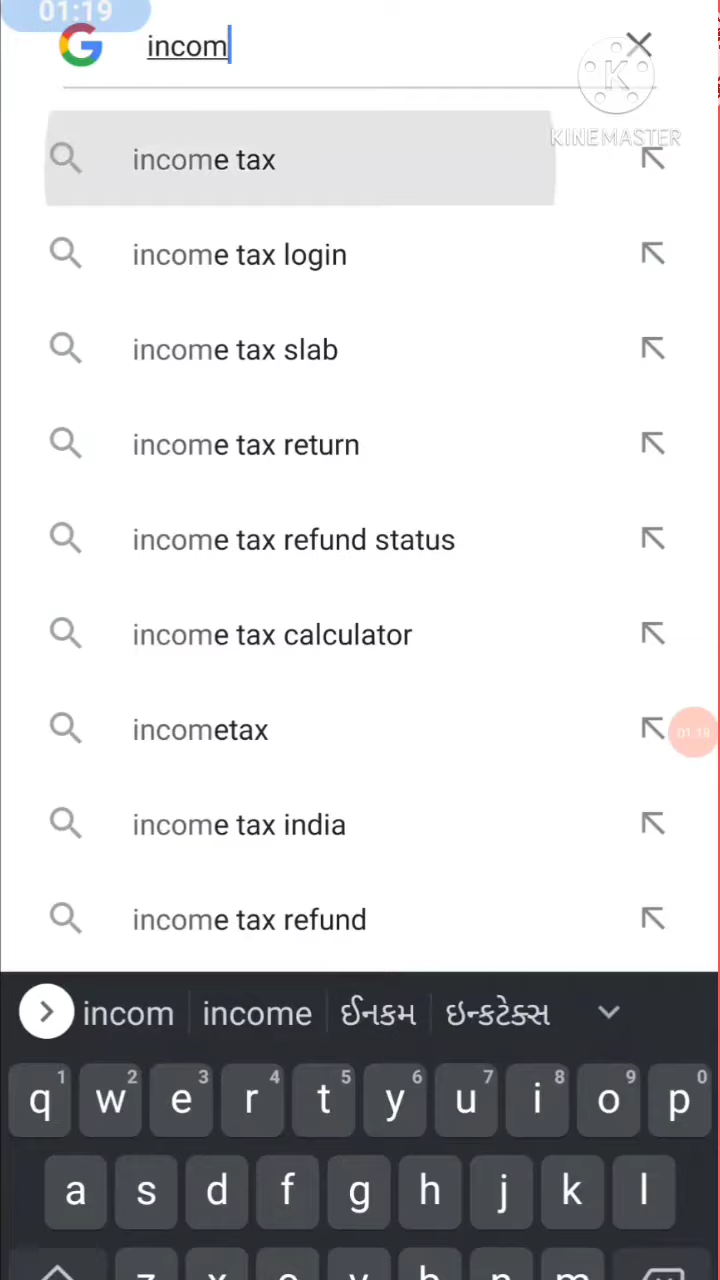 01:19
incom
KINEMASTER
income tax
income tax login
income tax slab
income tax return
income tax refund status
income tax calculator
incometax
01:18
income tax india
income tax refund
incom income ઈનકમ ઇન્કટેક્સ
1 2 3 4 5 6 7 8 9 0
q w e r t y u i o p
a s d f g h j k l
z x c v b n m